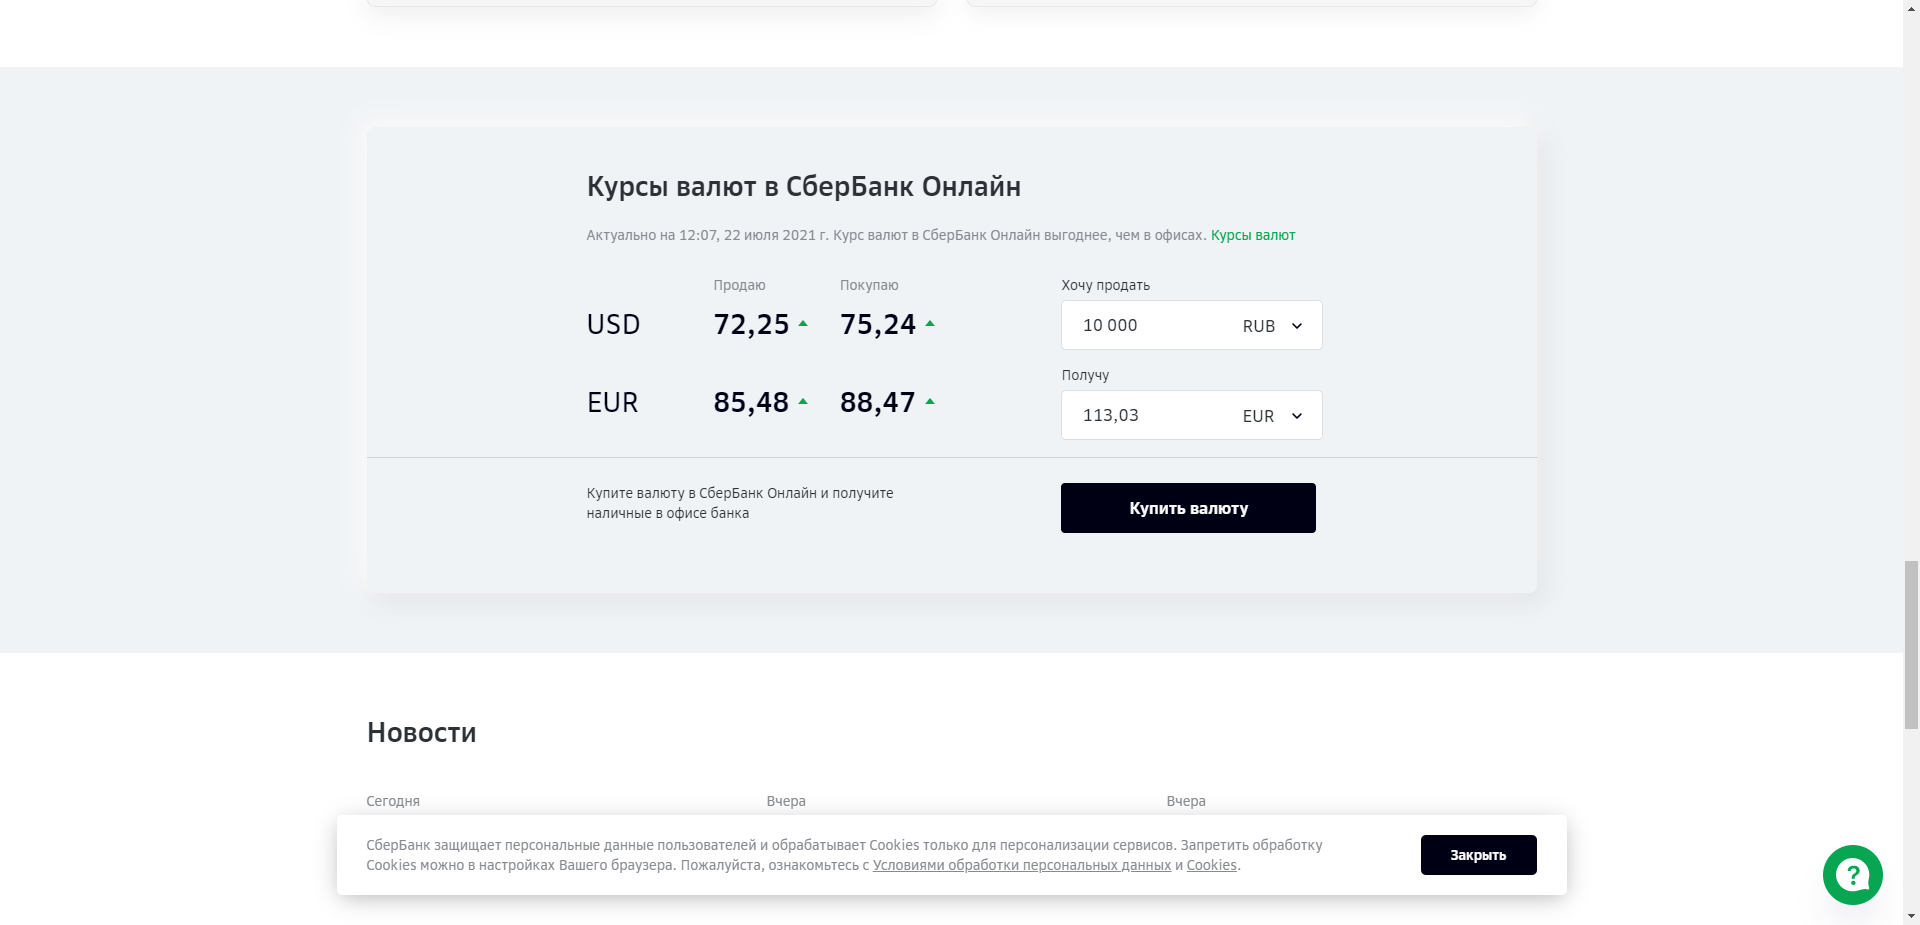 Курсы валют в СберБанк Онлайн
Актуально на 12:07, 22 июля 2021 г. Курс валют в СберБанк Онлайн выгоднее, чем в офисах. Курсы валют
Продаю Покупаю
USD 72,25 75,24
EUR 85,48 88,47
Хочу продать
10 000 RUB
Получу
113,03 EUR
Купите валюту в СберБанк Онлайн и получите
наличные в офисе банка
Купить валюту
Новости
Сегодня Вчера Вчера
СберБанк защищает персональные данные пользователей и обрабатывает Cookies только для персонализации сервисов. Запретить обработку
Cookies можно в настройках Вашего браузера. Пожалуйста, ознакомьтесь с Условиями обработки персональных данных и Cookies.
Закрыть